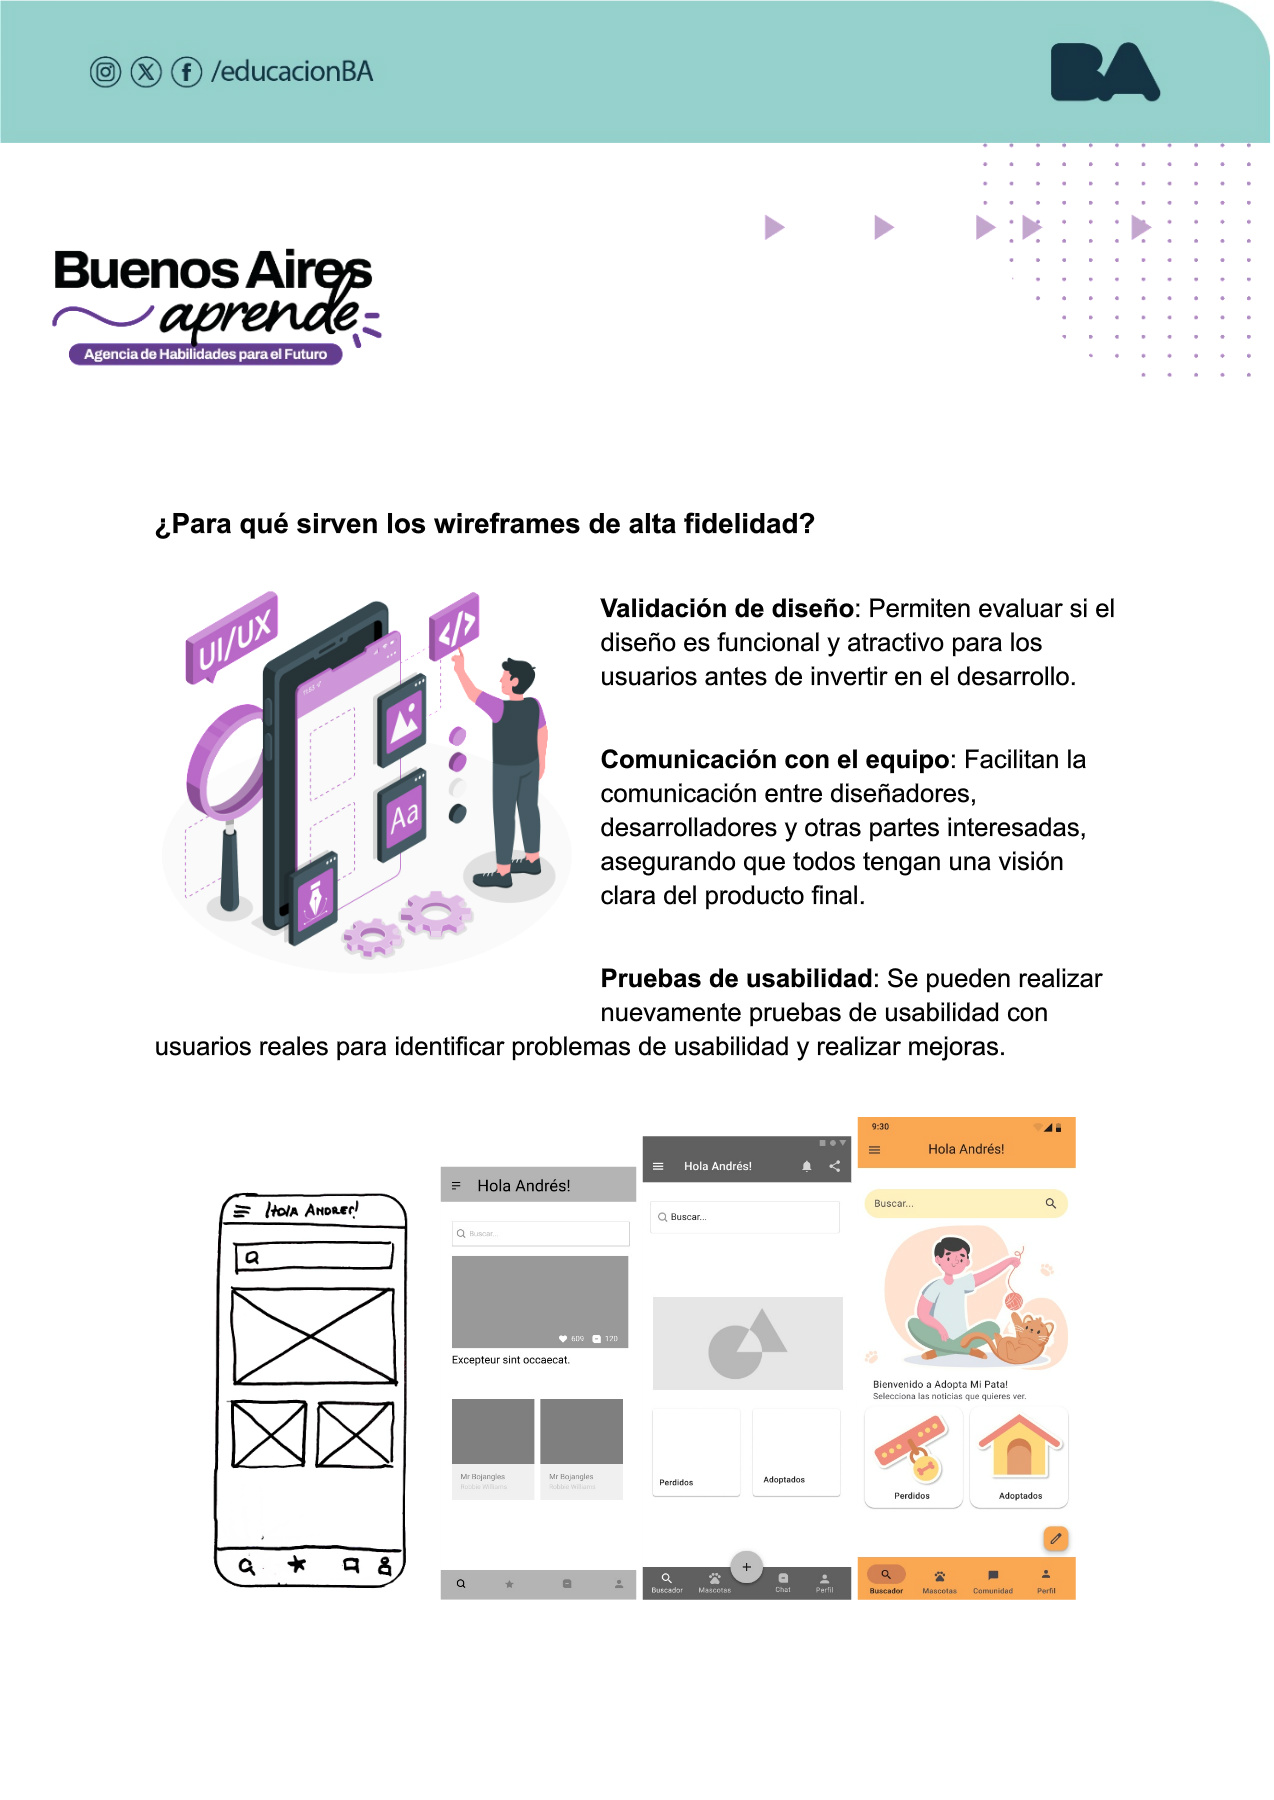 /educacionBA
BA
Buenos Aires
aprende
Agencia de Habilidades para el Futuro
¿Para qué sirven los wireframes de alta fidelidad?
UI/UX
</>
Aa
Validación de diseño: Permiten evaluar si el
diseño es funcional y atractivo para los
usuarios antes de invertir en el desarrollo.
Comunicación con el equipo: Facilitan la
comunicación entre diseñadores,
desarrolladores y otras partes interesadas,
asegurando que todos tengan una visión
clara del producto final.
Pruebas de usabilidad: Se pueden realizar
nuevamente pruebas de usabilidad con
usuarios reales para identificar problemas de usabilidad y realizar mejoras.
Hola Andres!
Hola Andrés!
Buscar...
609 120
Excepteur sint occaecat.
Mr Bojangles
Robbie Williams
Mr Bojangles
Robbie Williams
Hola Andrés!
Buscar...
Perdidos
Adoptados
+
Buscador Mascotas Chat Perfil
9:30
Hola Andrés!
Buscar...
Bienvenido a Adopta Mi Pata!
Selecciona las noticias que quieres ver.
Perdidos
Adoptados
Buscador Mascotas Comunidad Perfil